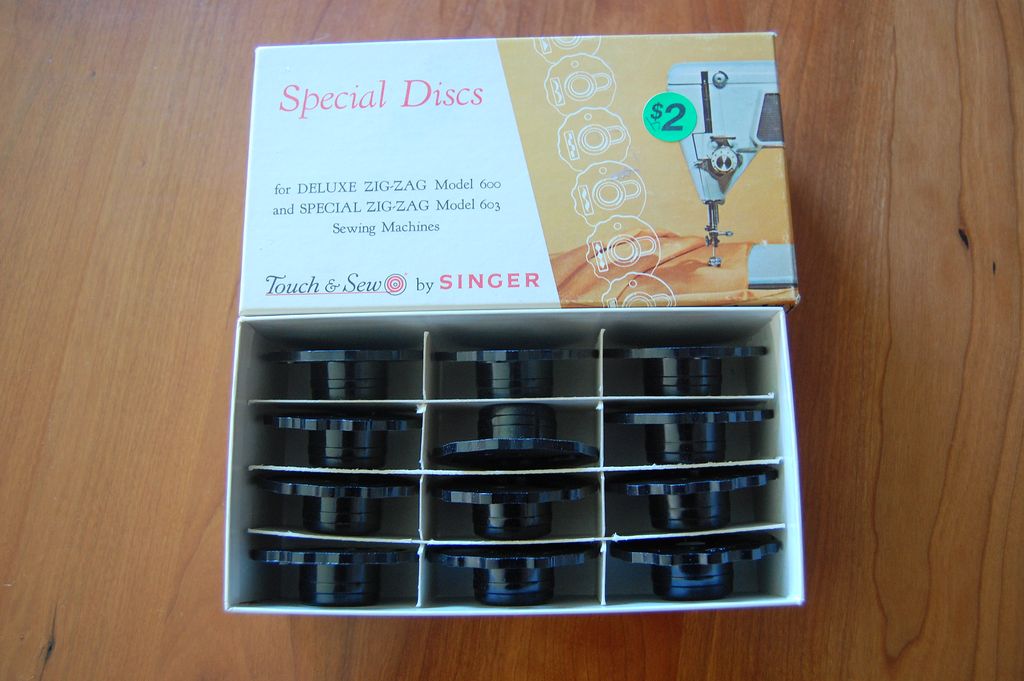 Special Discs
$2
for DELUXE ZIG-ZAG Model 600
and SPECIAL ZIG-ZAG Model 603
Sewing Machines
Touch & Sew by SINGER